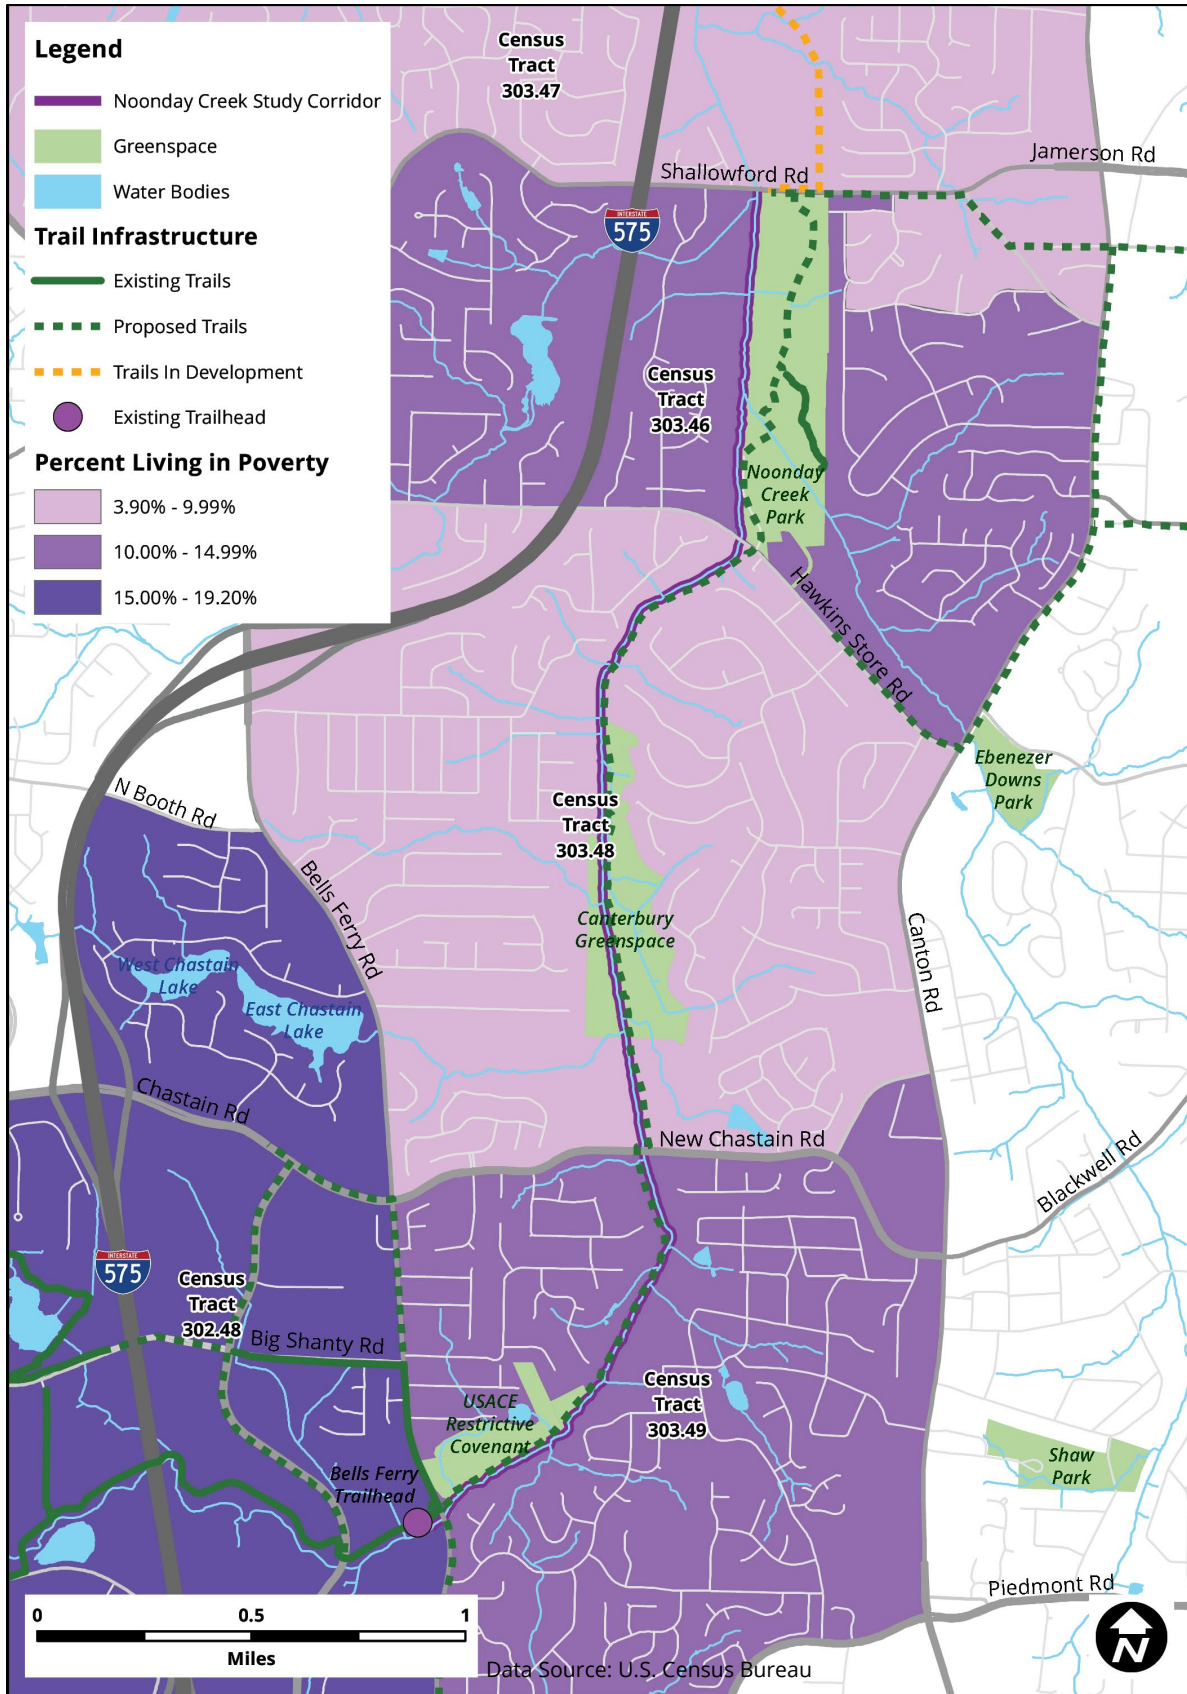 Legend
Noonday Creek Study Corridor
Greenspace
Water Bodies
Trail Infrastructure
Existing Trails
Proposed Trails
Trails In Development
Existing Trailhead
Percent Living in Poverty
3.90% - 9.99%
10.00% - 14.99%
15.00% - 19.20%
Census
Tract
303.47
Jamerson Rd
Shallowford Rd
INTERSTATE
575
Census
Tract
303.46
Noonday
Creek
Park
Hawkins Store Rd
Ebenezer
Downs
Park
N Booth Rd
Census
Tract
303.48
Bells Ferry Rd
Canterbury
Greenspace
Canton Rd
West Chastain
Lake
East Chastain
Lake
Chastain Rd
New Chastain Rd
Blackwell Rd
INTERSTATE
575
Census
Tract
302.48
Big Shanty Rd
Census
Tract
303.49
USACE
Restrictive
Covenant
Shaw
Park
Bells Ferry
Trailhead
Piedmont Rd
0 0.5 1
Miles
Data Source: U.S. Census Bureau
N